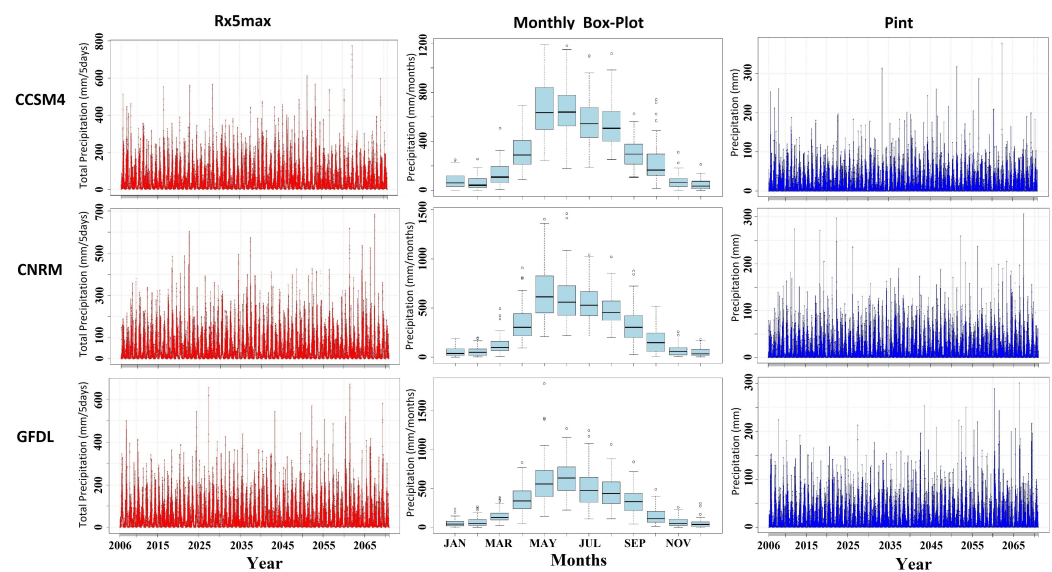 Rx5max
Monthly Box-Plot
Pint
CCSM4
Total Precipitation (mm/5days)
0 200 400 600 800
Precipitation (mm/months)
0 400 800 1200
Precipitation (mm)
0 100 200 300
CNRM
Total Precipitation (mm/5days)
0 100 300 500 700
Precipitation (mm/months)
0 500 1000 1500
Precipitation (mm)
0 100 200 300
GFDL
Total Precipitation (mm/5days)
0 200 400 600
Precipitation (mm/months)
0 500 1000 1500
Precipitation (mm)
0 100 200 300
2006 2015 2025 2035 2045 2055 2065
JAN MAR MAY JUL SEP NOV
2006 2015 2025 2035 2045 2055 2065
Year
Months
Year